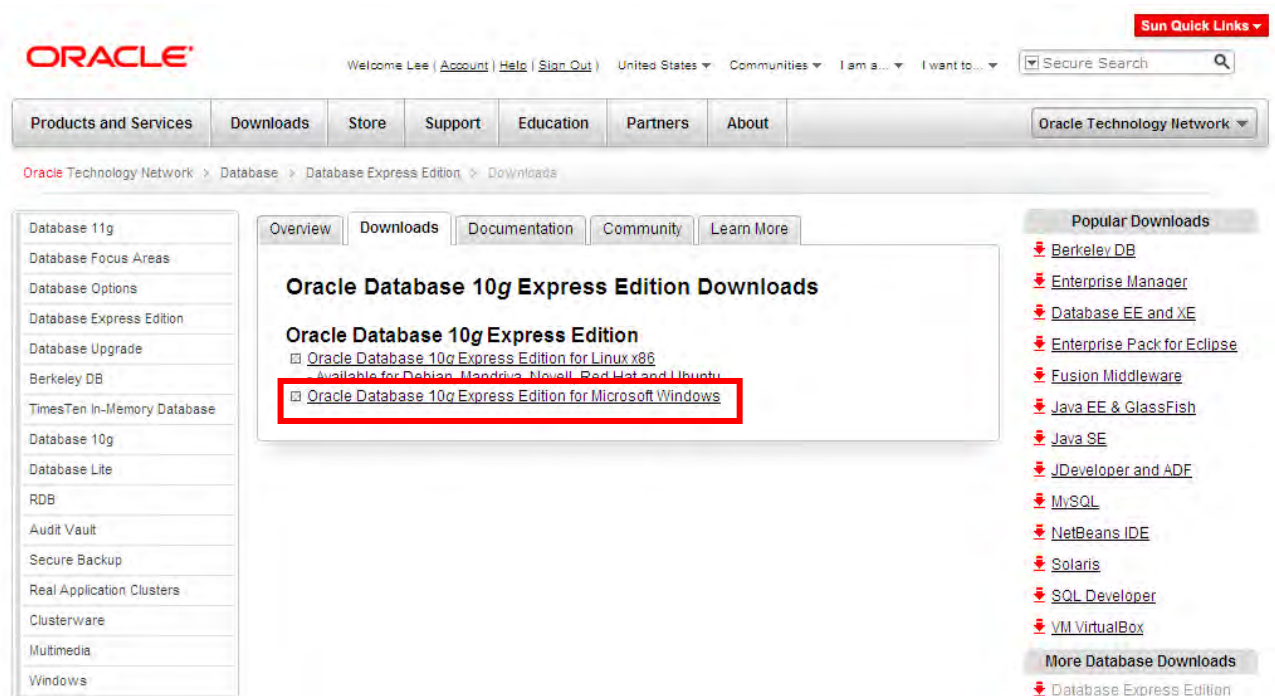 Sun Quick Links
ORACLE
Welcome Lee ( Account | Help | Sign Out ) United States Communities I am a... I want to... Secure Search
Products and Services Downloads Store Support Education Partners About Oracle Technology Network
Oracle Technology Network > Database > Database Express Edition > Downloads
Database 11g
Database Focus Areas
Database Options
Database Express Edition
Database Upgrade
Berkeley DB
TimesTen In-Memory Database
Database 10g
Database Lite
RDB
Audit Vault
Secure Backup
Real Application Clusters
Clusterware
Multimedia
Windows
Overview Downloads Documentation Community Learn More
Oracle Database 10g Express Edition Downloads
Oracle Database 10g Express Edition
Oracle Database 10g Express Edition for Linux x86
- Available for Debian, Mandriva, Novell, Red Hat and Ubuntu
Oracle Database 10g Express Edition for Microsoft Windows
Popular Downloads
Berkeley DB
Enterprise Manager
Database EE and XE
Enterprise Pack for Eclipse
Fusion Middleware
Java EE & GlassFish
Java SE
JDeveloper and ADF
MySQL
NetBeans IDE
Solaris
SQL Developer
VM VirtualBox
More Database Downloads
Database Express Edition